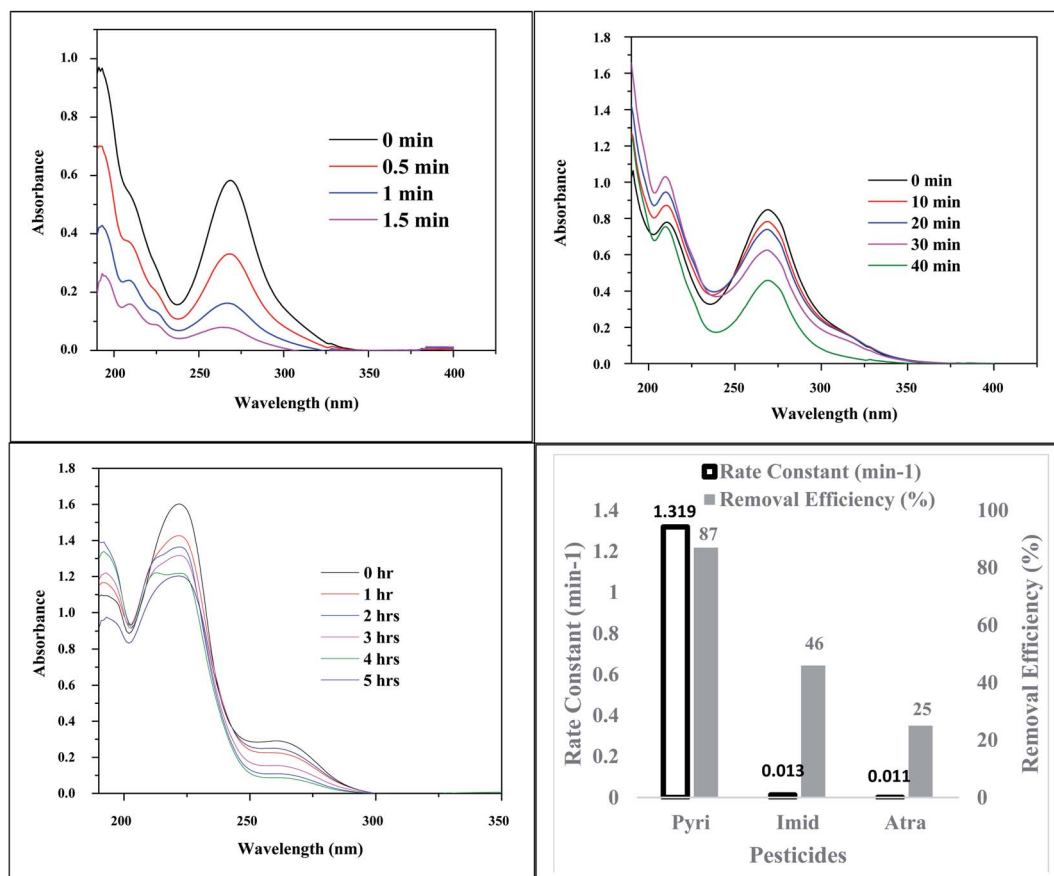 1.0
0.8
0.6
0.4
0.2
0.0
200 250 300 350 400
Absorbance
Wavelength (nm)
0 min
0.5 min
1 min
1.5 min
1.8
1.6
1.4
1.2
1.0
0.8
0.6
0.4
0.2
0.0
200 250 300 350 400
Absorbance
Wavelength (nm)
0 min
10 min
20 min
30 min
40 min
1.8
1.6
1.4
1.2
1.0
0.8
0.6
0.4
0.2
0.0
200 250 300 350
Absorbance
Wavelength (nm)
0 hr
1 hr
2 hrs
3 hrs
4 hrs
5 hrs
Rate Constant (min-1)
Removal Efficiency (%)
1.4
1.2
1
0.8
0.6
0.4
0.2
0
Rate Constant (min-1)
1.319
87
0.013
46
0.011
25
100
80
60
40
20
0
Removal Efficiency (%)
Pyri Imid Atra
Pesticides